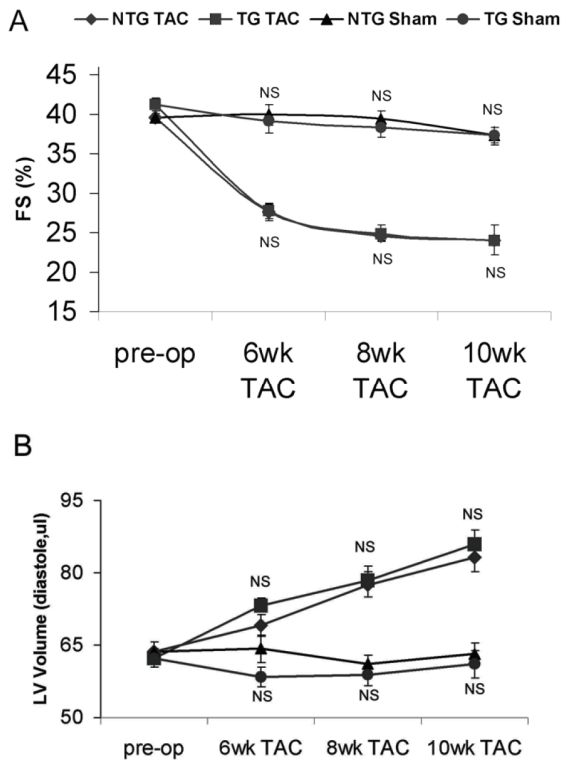 A
NTG TAC TG TAC NTG Sham TG Sham
45
40
35
30
25
20
15
FS (%)
NS NS NS
NS NS NS
pre-op 6wk TAC 8wk TAC 10wk TAC
B
95
80
65
50
LV Volume (diastole,ul)
NS NS NS
NS NS NS
pre-op 6wk TAC 8wk TAC 10wk TAC